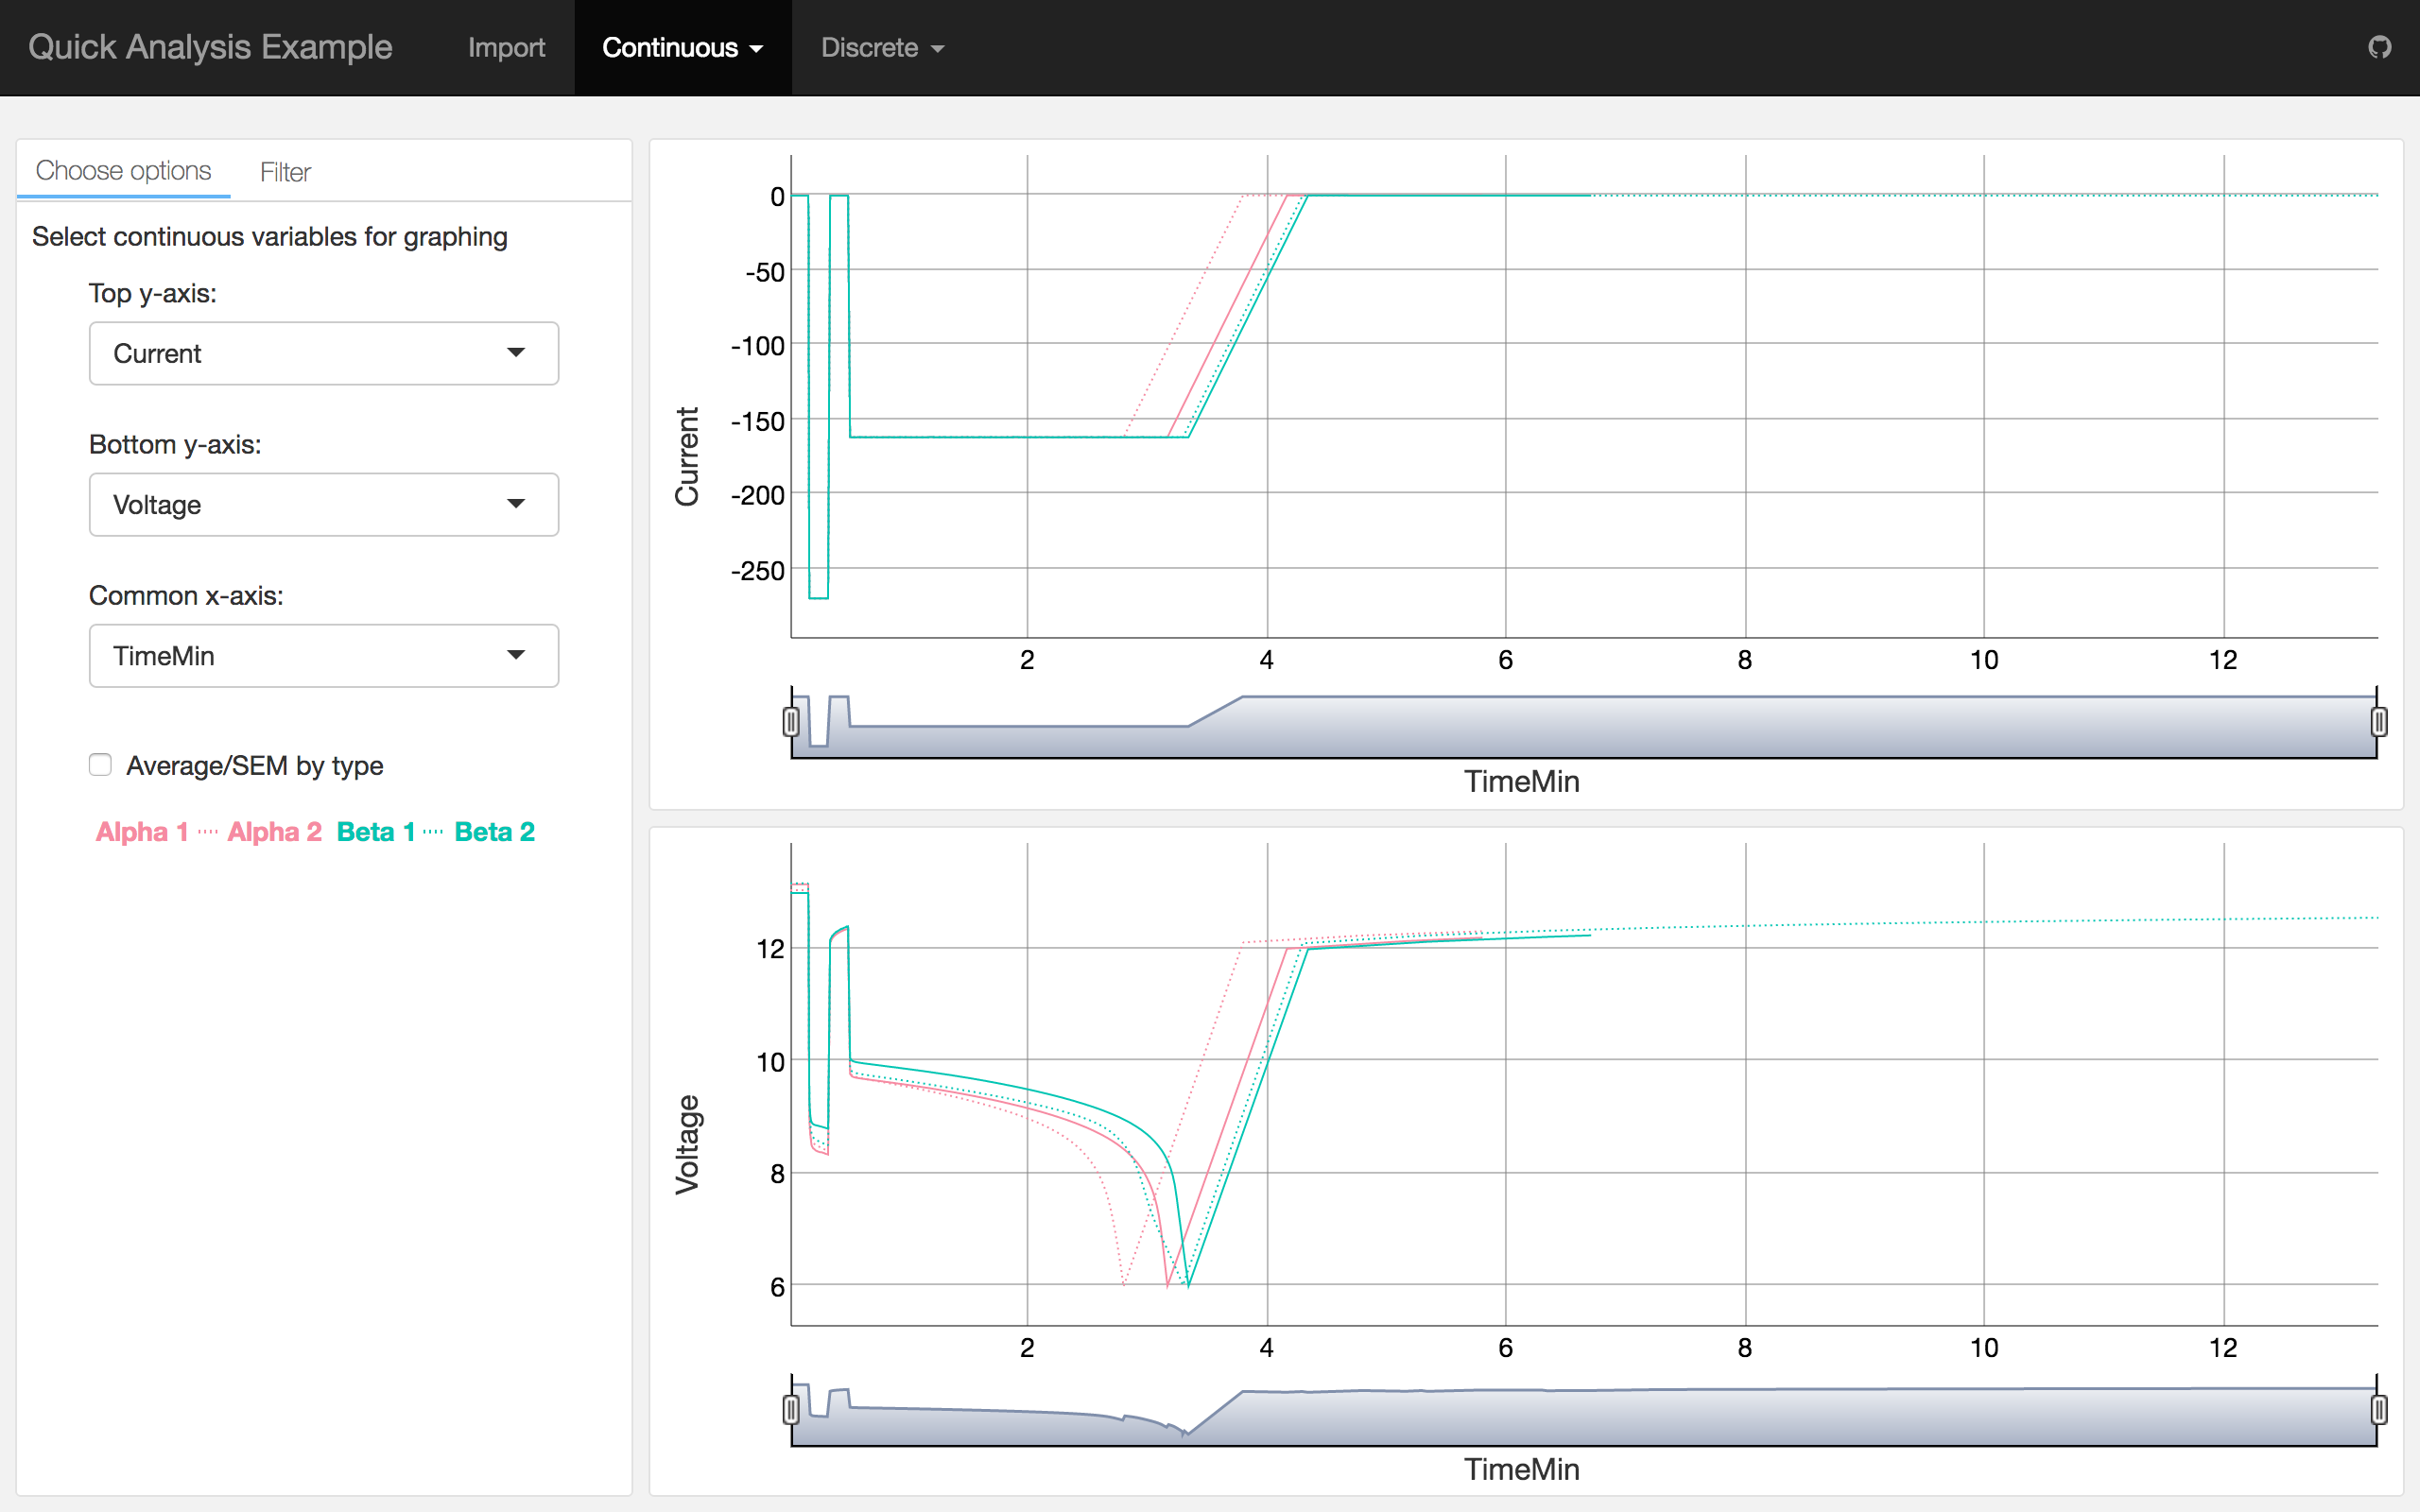 Quick Analysis Example Import Continuous Discrete
Choose options Filter
Select continuous variables for graphing
Top y-axis:
Current
Bottom y-axis:
Voltage
Common x-axis:
TimeMin
Average/SEM by type
Alpha 1 Alpha 2 Beta 1 Beta 2
Current
0
-50
-100
-150
-200
-250
2 4 6 8 10 12
TimeMin
Voltage
12
10
8
6
2 4 6 8 10 12
TimeMin